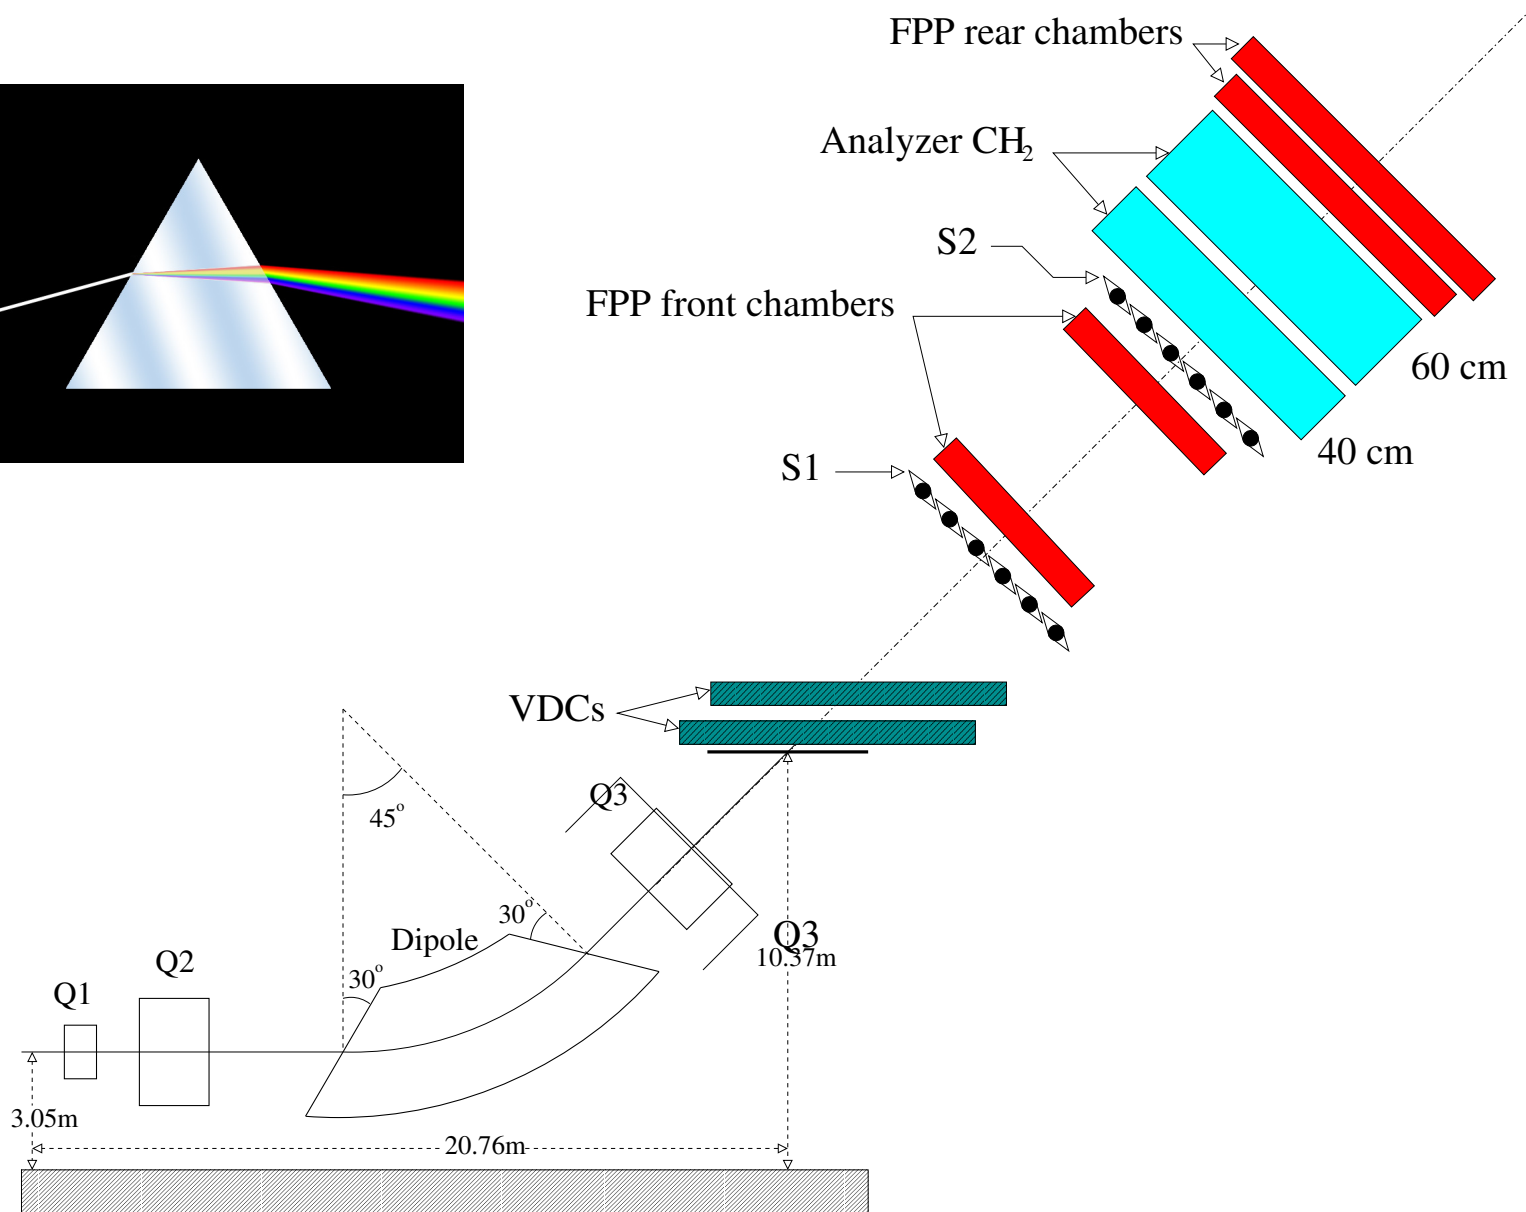 FPP rear chambers
Analyzer CH2
S2
FPP front chambers
60 cm
40 cm
S1
VDCs
Q3
45°
30°
Dipole
Q3
10.37m
Q2
30°
Q1
3.05m
20.76m